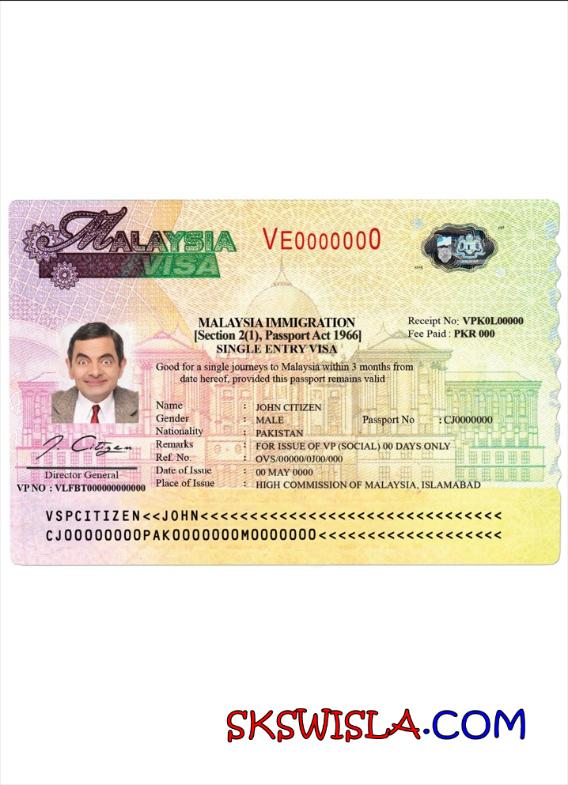 MALAYSIA
VISA
VE0000000
MALAYSIA IMMIGRATION
[Section 2(1), Passport Act 1966]
SINGLE ENTRY VISA
Receipt No: VPK0L00000
Fee Paid : PKR 000
Good for a single journeys to Malaysia within 3 months from
date hereof, provided this passport remains valid
Name : JOHN CITIZEN
Gender : MALE Passport No : CJ0000000
Nationality : PAKISTAN
Remarks : FOR ISSUE OF VP (SOCIAL) 00 DAYS ONLY
Ref. No. : OVS/00000/0J00/000
Date of Issue : 00 MAY 0000
Place of Issue : HIGH COMMISSION OF MALAYSIA, ISLAMABAD
J Citizen
Director General
VP NO : VLFBT000000000000
VSPCITIZEN<<JOHN<<<<<<<<<<<<<<<<<<<<<<<<<<<<
CJ00000000PAK0000000M0000000<<<<<<<<<<<<<<<<
SKSWISLA.COM